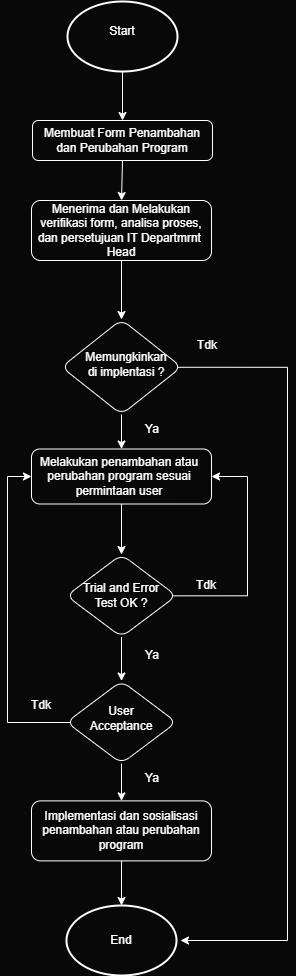 Start
Membuat Form Penambahan
dan Perubahan Program
Menerima dan Melakukan
verifikasi form, analisa proses,
dan persetujuan IT Departmrnt
Head
Memungkinkan
di implentasi ?
Tdk
Ya
Melakukan penambahan atau
perubahan program sesuai
permintaan user
Trial and Error
Test OK ?
Tdk
Ya
Tdk
User
Acceptance
Ya
Implementasi dan sosialisasi
penambahan atau perubahan
program
End